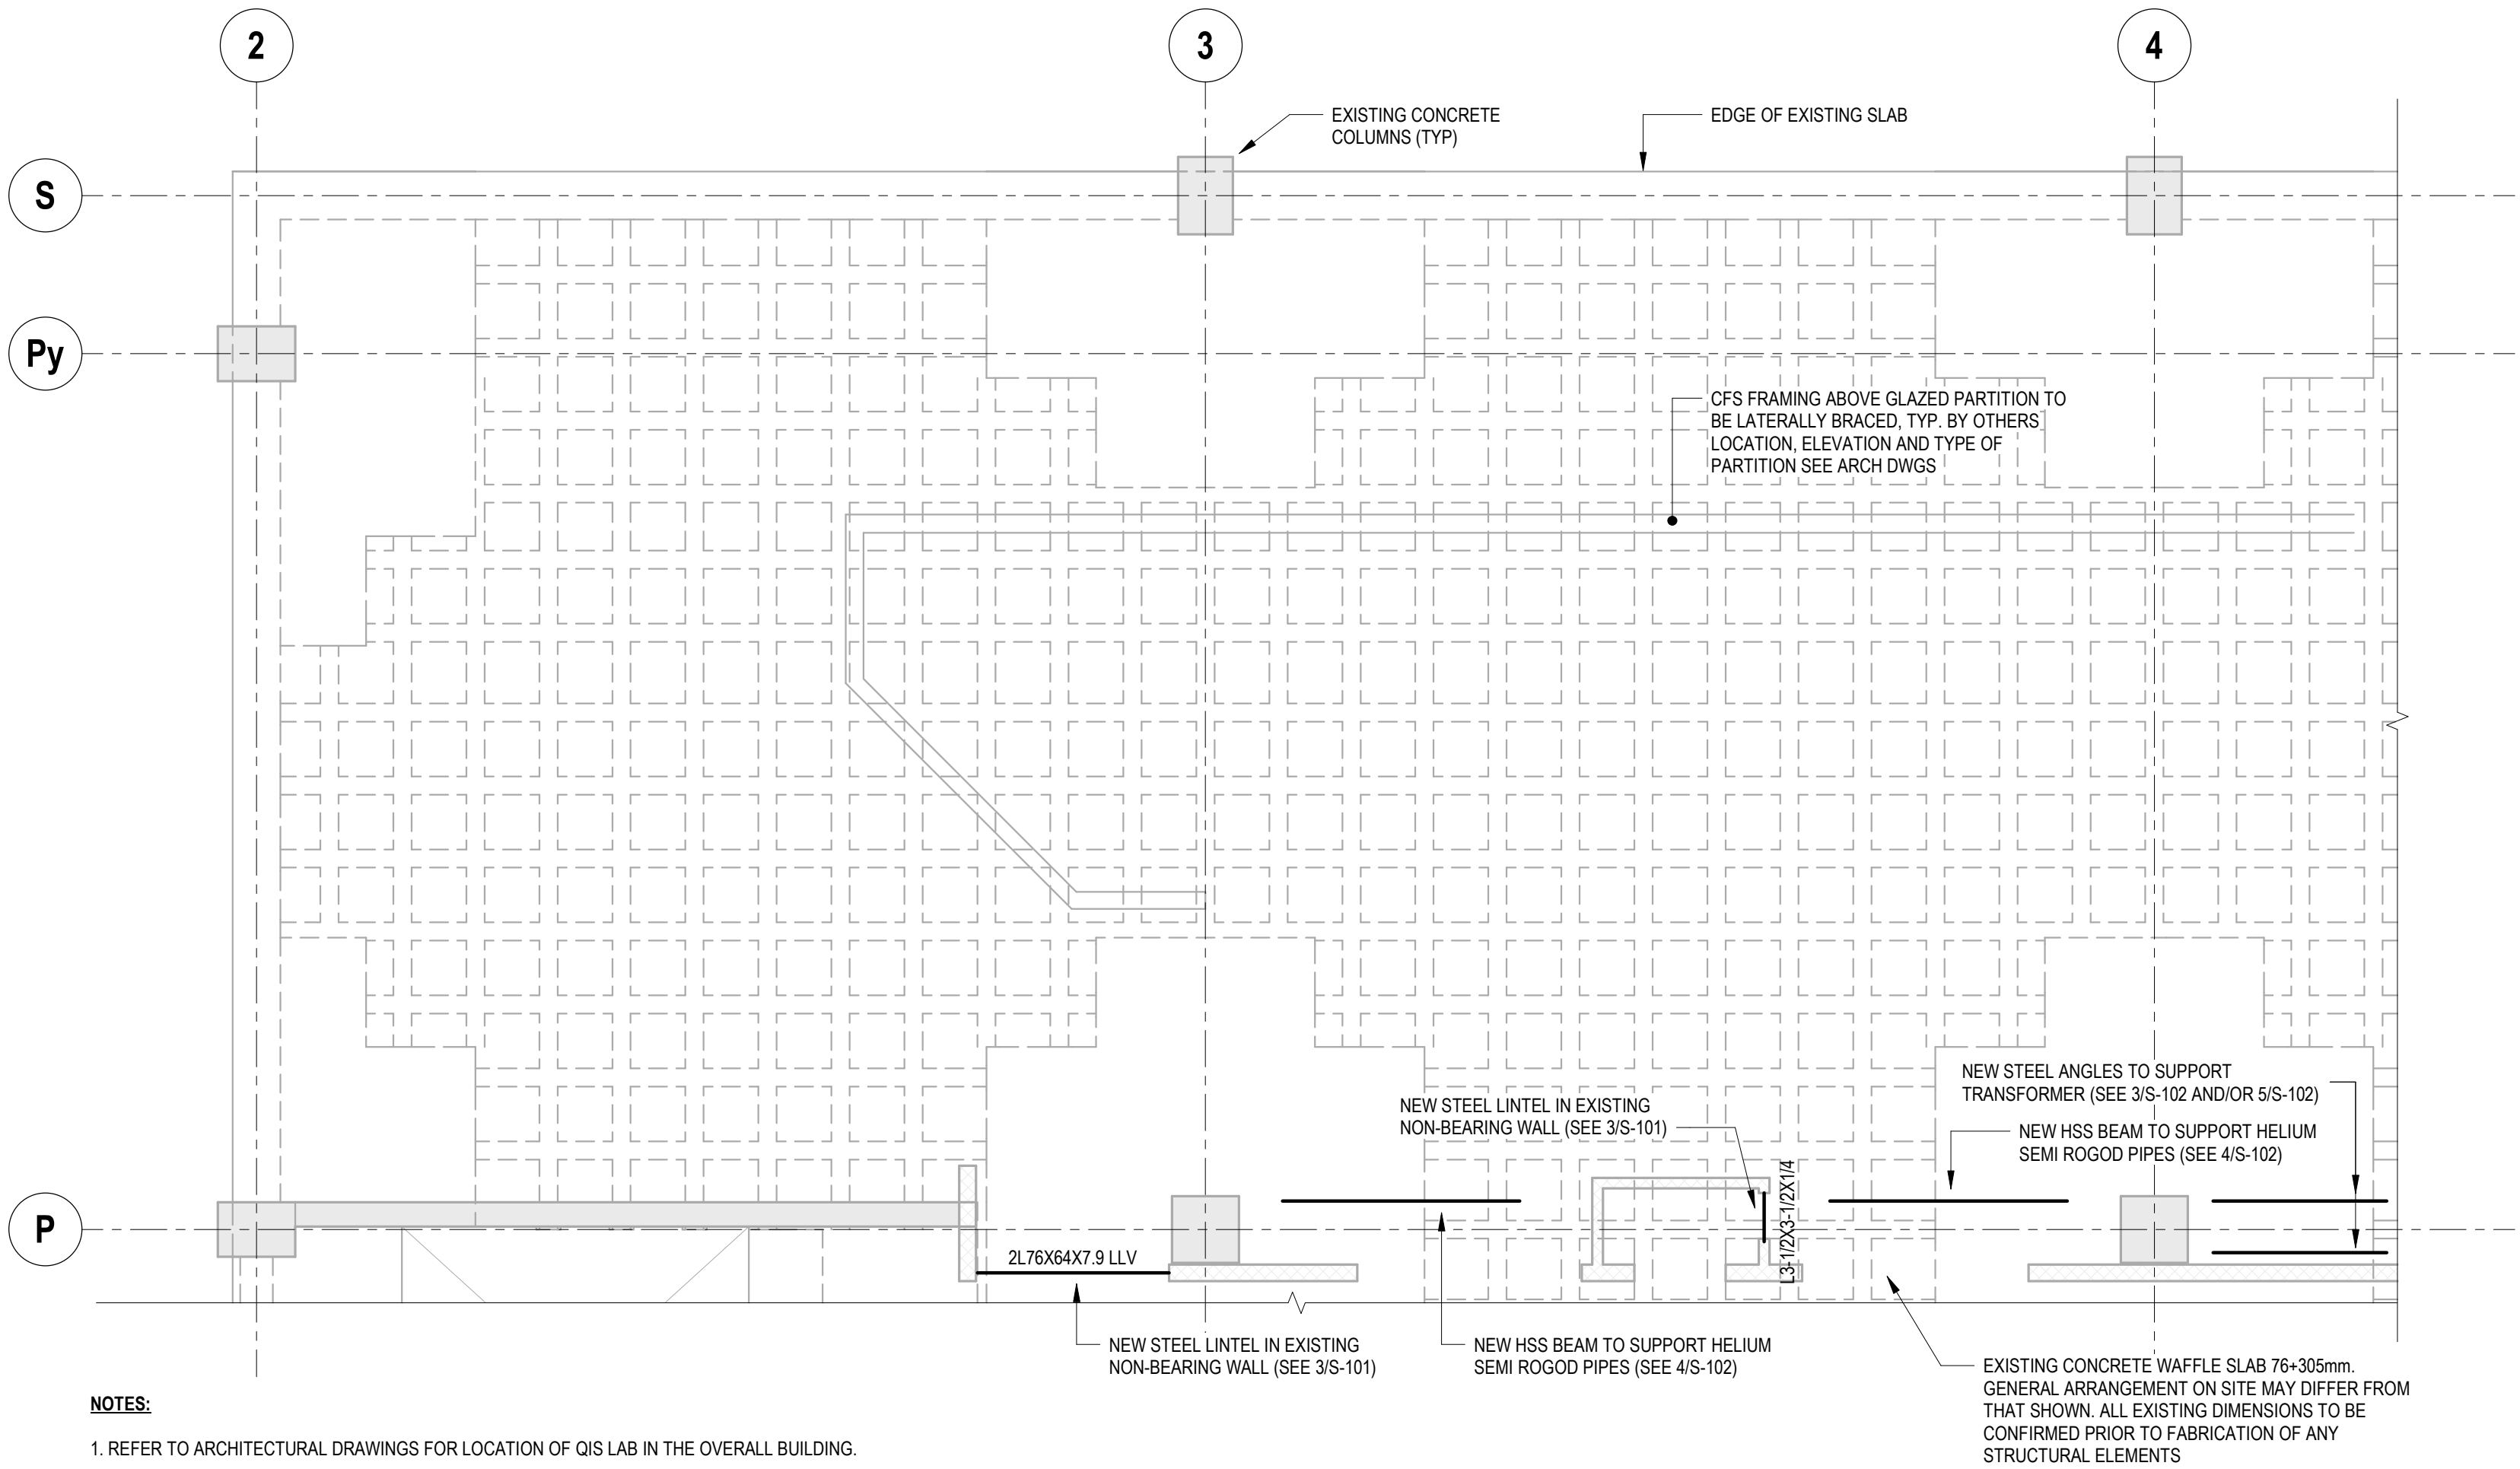 2
3
4
EXISTING CONCRETE
COLUMNS (TYP)
EDGE OF EXISTING SLAB
S
Py
CFS FRAMING ABOVE GLAZED PARTITION TO
BE LATERALLY BRACED, TYP. BY OTHERS
LOCATION, ELEVATION AND TYPE OF
PARTITION SEE ARCH DWGS
NEW STEEL ANGLES TO SUPPORT
TRANSFORMER (SEE 3/S-102 AND/OR 5/S-102)
NEW STEEL LINTEL IN EXISTING
NON-BEARING WALL (SEE 3/S-101)
NEW HSS BEAM TO SUPPORT HELIUM
SEMI ROGOD PIPES (SEE 4/S-102)
L3-1/2X3-1/2X1/4
P
2L76X64X7.9 LLV
NEW STEEL LINTEL IN EXISTING
NON-BEARING WALL (SEE 3/S-101)
NEW HSS BEAM TO SUPPORT HELIUM
SEMI ROGOD PIPES (SEE 4/S-102)
EXISTING CONCRETE WAFFLE SLAB 76+305mm.
GENERAL ARRANGEMENT ON SITE MAY DIFFER FROM
THAT SHOWN. ALL EXISTING DIMENSIONS TO BE
CONFIRMED PRIOR TO FABRICATION OF ANY
STRUCTURAL ELEMENTS
NOTES:
1. REFER TO ARCHITECTURAL DRAWINGS FOR LOCATION OF QIS LAB IN THE OVERALL BUILDING.